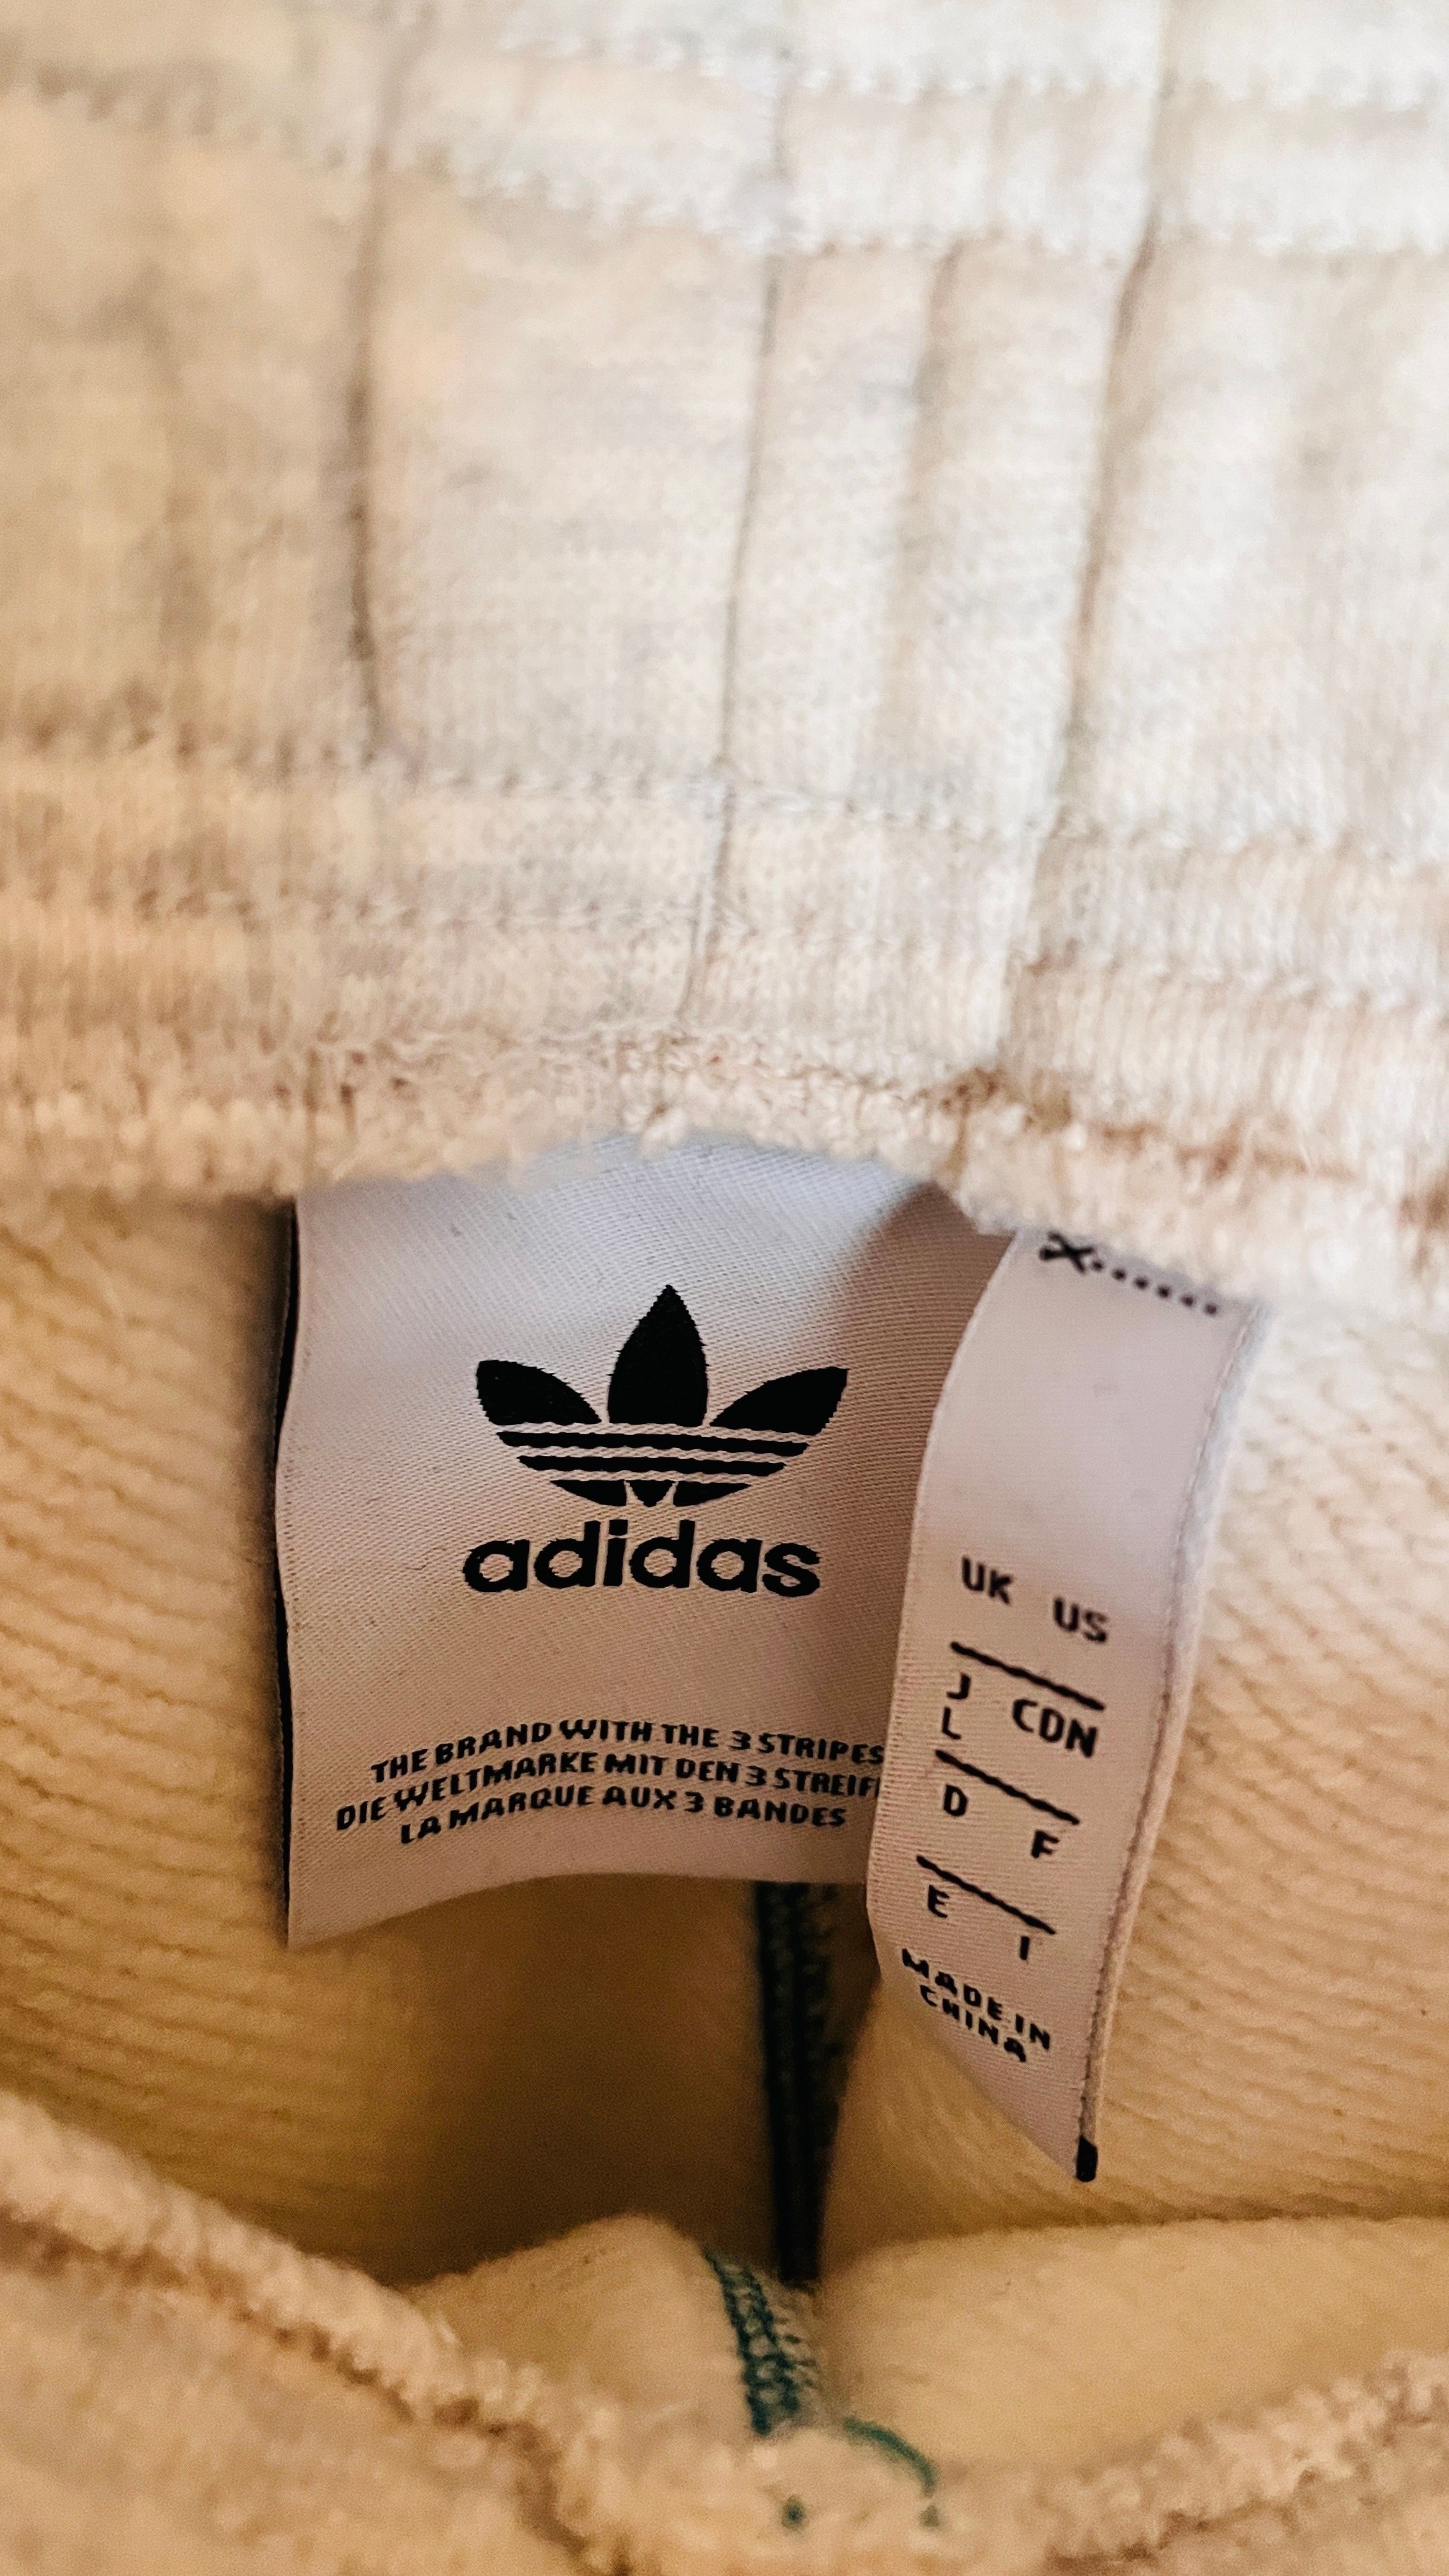 adidas
THE BRAND WITH THE 3 STRIPES
DIE WELTMARKE MIT DEN 3 STREIF
LA MARQUE AUX 3 BANDES
UK US
J CDN
L
D F
E I
MADE IN
CHINA